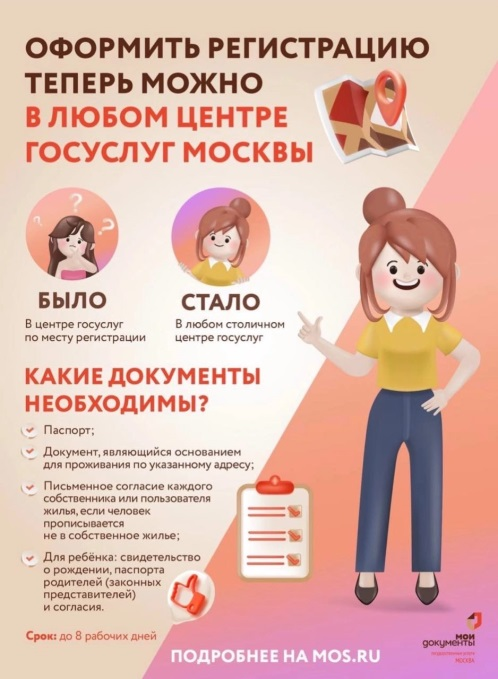 ОФОРМИТЬ РЕГИСТРАЦИЮ
ТЕПЕРЬ МОЖНО
В ЛЮБОМ ЦЕНТРЕ
ГОСУСЛУГ МОСКВЫ
БЫЛО
В центре госуслуг
по месту регистрации
СТАЛО
В любом столичном
центре госуслуг
КАКИЕ ДОКУМЕНТЫ
НЕОБХОДИМЫ?
Паспорт;
Документ, являющийся основанием
для проживания по указанному адресу;
Письменное согласие каждого
собственника или пользователя
жилья, если человек
прописывается
не в собственное жилье;
Для ребёнка: свидетельство
о рождении, паспорта
родителей (законных
представителей)
и согласия.
Срок: до 8 рабочих дней
ПОДРОБНЕЕ НА MOS.RU
мои
документы
МОСКВА